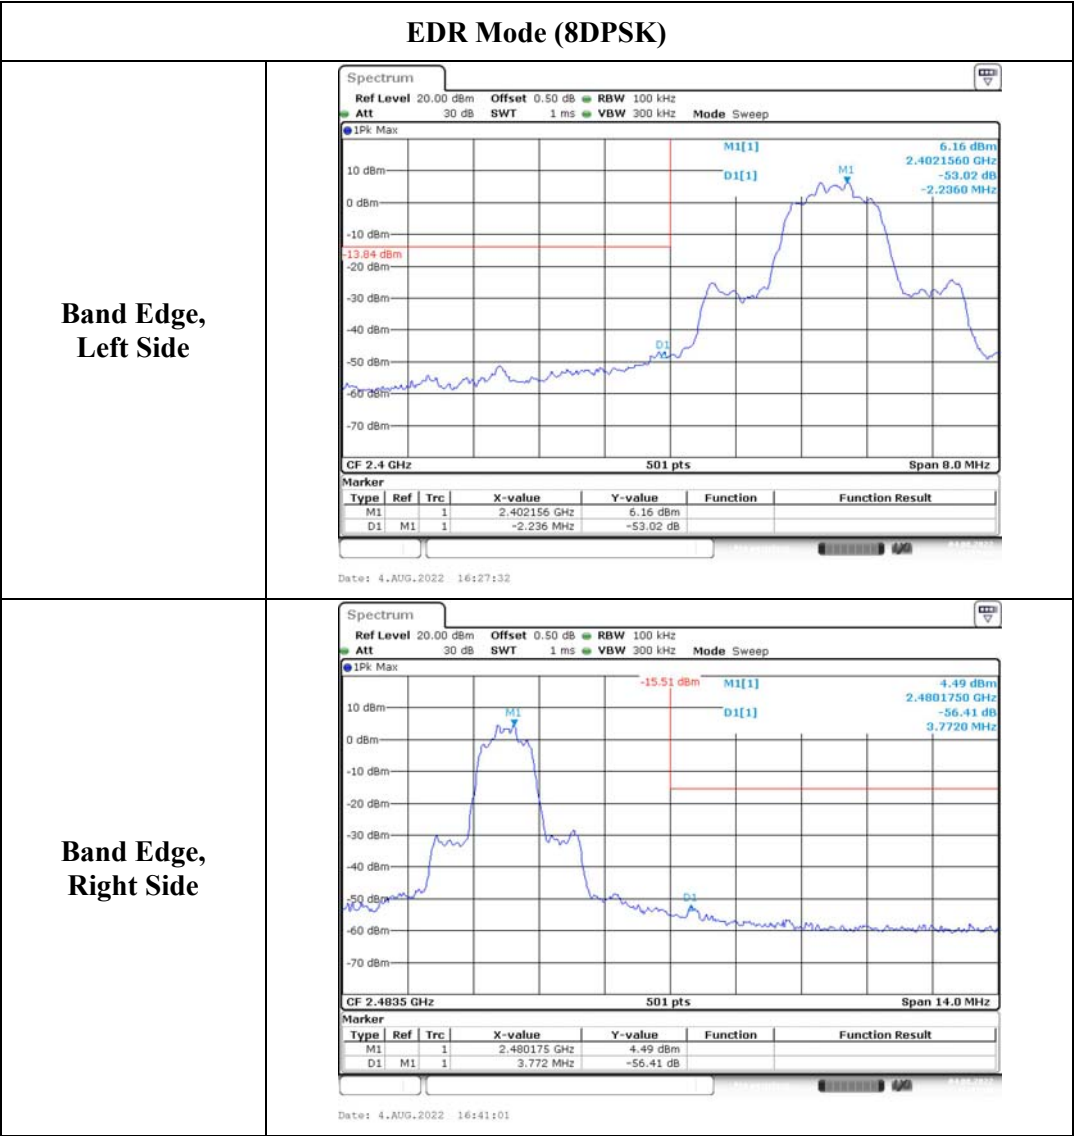 EDR Mode (8DPSK)
Band Edge,
Left Side
Spectrum
Ref Level 20.00 dBm Offset 0.50 dB RBW 100 kHz
Att 30 dB SWT 1 ms VBW 300 kHz Mode Sweep
1Pk Max
M1[1] 6.16 dBm
2.4021560 GHz
D1[1] -53.02 dB
-2.2360 MHz
M1
10 dBm
0 dBm
-10 dBm
-13.84 dBm
-20 dBm
-30 dBm
-40 dBm
D1
-50 dBm
-60 dBm
-70 dBm
CF 2.4 GHz 501 pts Span 8.0 MHz
Marker
Type Ref Trc X-value Y-value Function Function Result
M1 1 2.402156 GHz 6.16 dBm
D1 M1 1 -2.236 MHz -53.02 dB
Date: 4.AUG.2022 16:27:32
Band Edge,
Right Side
Spectrum
Ref Level 20.00 dBm Offset 0.50 dB RBW 100 kHz
Att 30 dB SWT 1 ms VBW 300 kHz Mode Sweep
1Pk Max
-15.51 dBm M1[1] 4.49 dBm
2.4801750 GHz
D1[1] -56.41 dB
3.7720 MHz
M1
10 dBm
0 dBm
-10 dBm
-20 dBm
-30 dBm
-40 dBm
D1
-50 dBm
-60 dBm
-70 dBm
CF 2.4835 GHz 501 pts Span 14.0 MHz
Marker
Type Ref Trc X-value Y-value Function Function Result
M1 1 2.480175 GHz 4.49 dBm
D1 M1 1 3.772 MHz -56.41 dB
Date: 4.AUG.2022 16:41:01